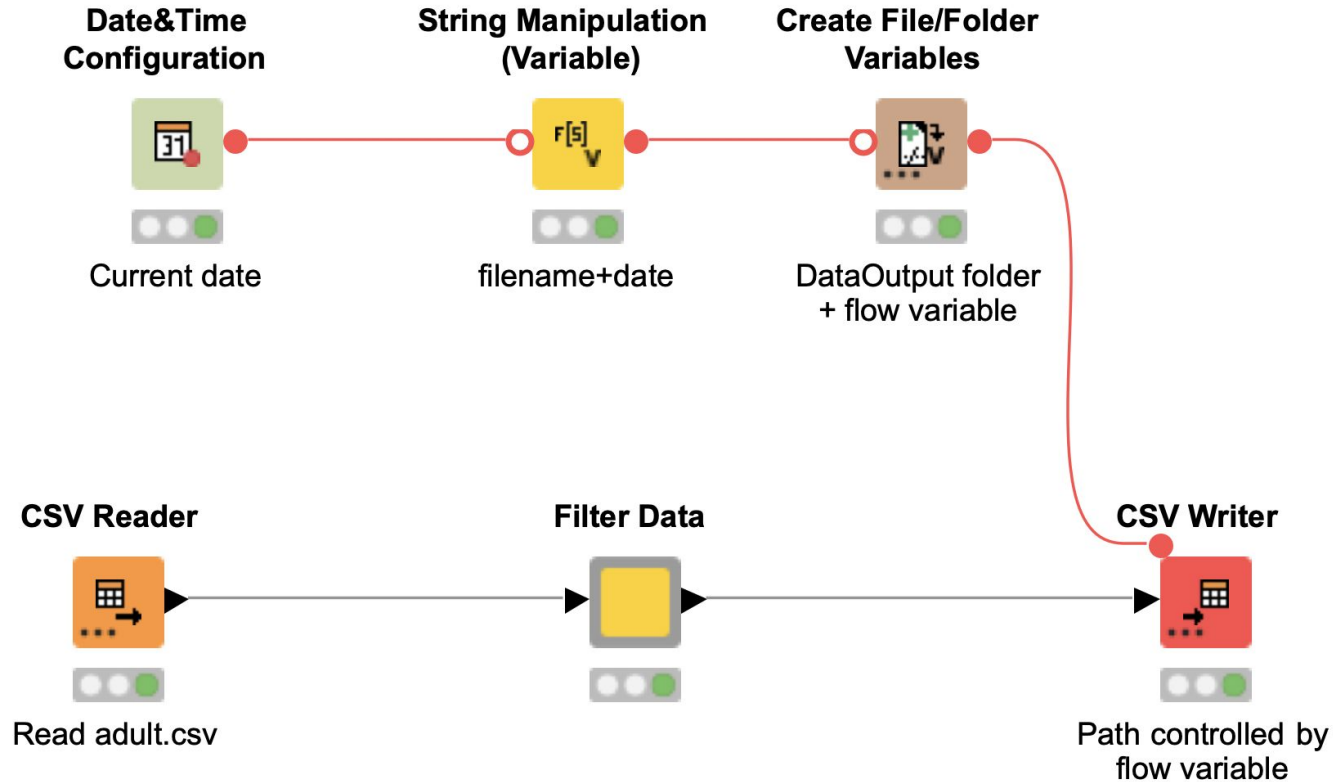 Date&Time
Configuration
String Manipulation
(Variable)
Create File/Folder
Variables
31
F[s]
V
V
Current date
filename+date
DataOutput folder
+ flow variable
CSV Reader
Filter Data
CSV Writer
Read adult.csv
Path controlled by
flow variable